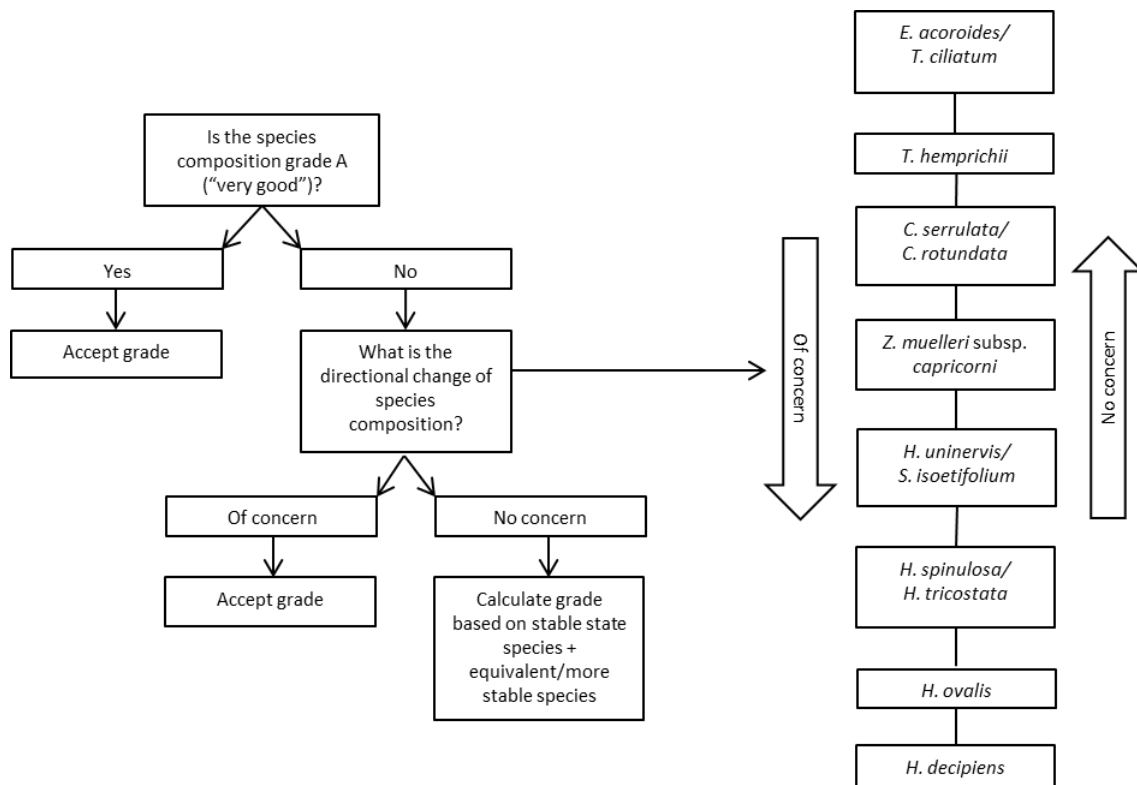 Is the species
composition grade A
(“very good”)?
Yes
No
Accept grade
What is the
directional change of
species
composition?
Of concern
No concern
Accept grade
Calculate grade
based on stable state
species +
equivalent/more
stable species
Of concern
E. acoroides/
T. ciliatum
T. hemprichii
C. serrulata/
C. rotundata
Z. muelleri subsp.
capricorni
H. uninervis/
S. isoetifolium
H. spinulosa/
H. tricostata
H. ovalis
H. decipiens
No concern